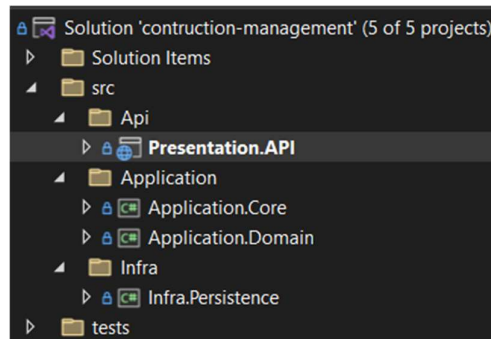 Solution 'contruction-management' (5 of 5 projects)
Solution Items
src
Api
Presentation.API
Application
C# Application.Core
C# Application.Domain
Infra
C# Infra.Persistence
tests